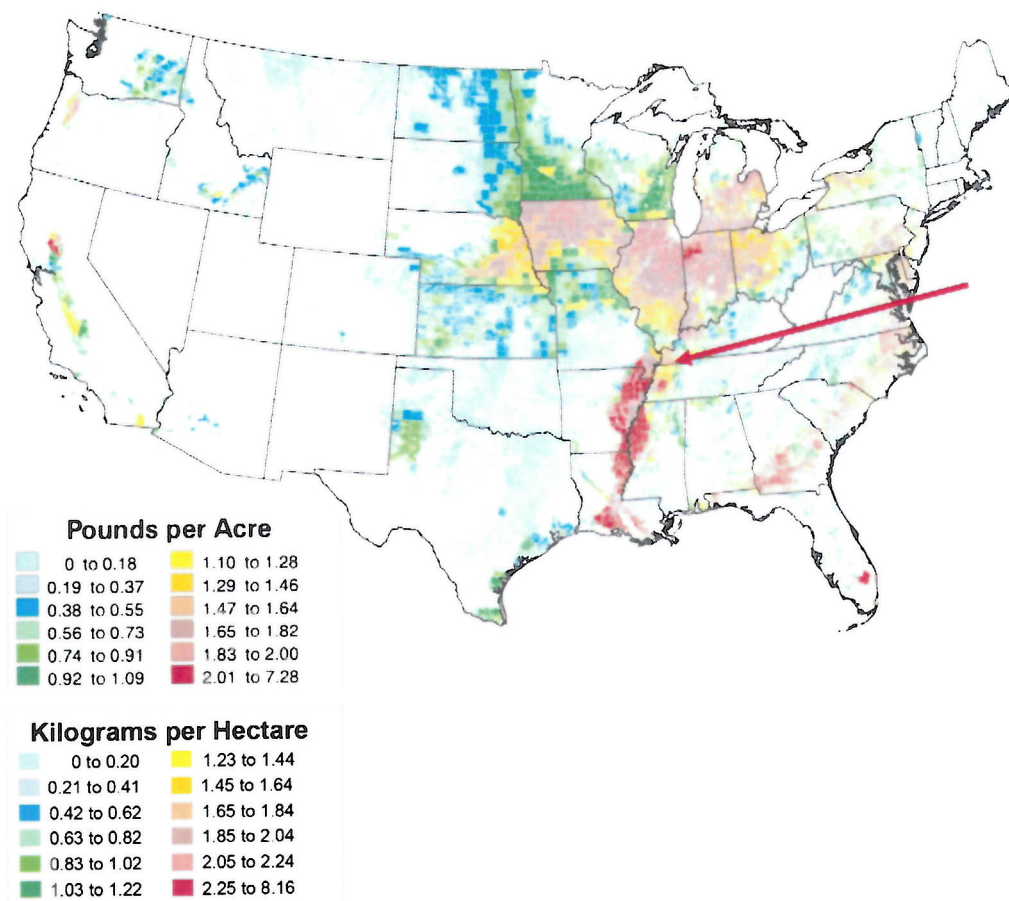 Pounds per Acre
0 to 0.18 1.10 to 1.28
0.19 to 0.37 1.29 to 1.46
0.38 to 0.55 1.47 to 1.64
0.56 to 0.73 1.65 to 1.82
0.74 to 0.91 1.83 to 2.00
0.92 to 1.09 2.01 to 7.28
Kilograms per Hectare
0 to 0.20 1.23 to 1.44
0.21 to 0.41 1.45 to 1.64
0.42 to 0.62 1.65 to 1.84
0.63 to 0.82 1.85 to 2.04
0.83 to 1.02 2.05 to 2.24
1.03 to 1.22 2.25 to 8.16